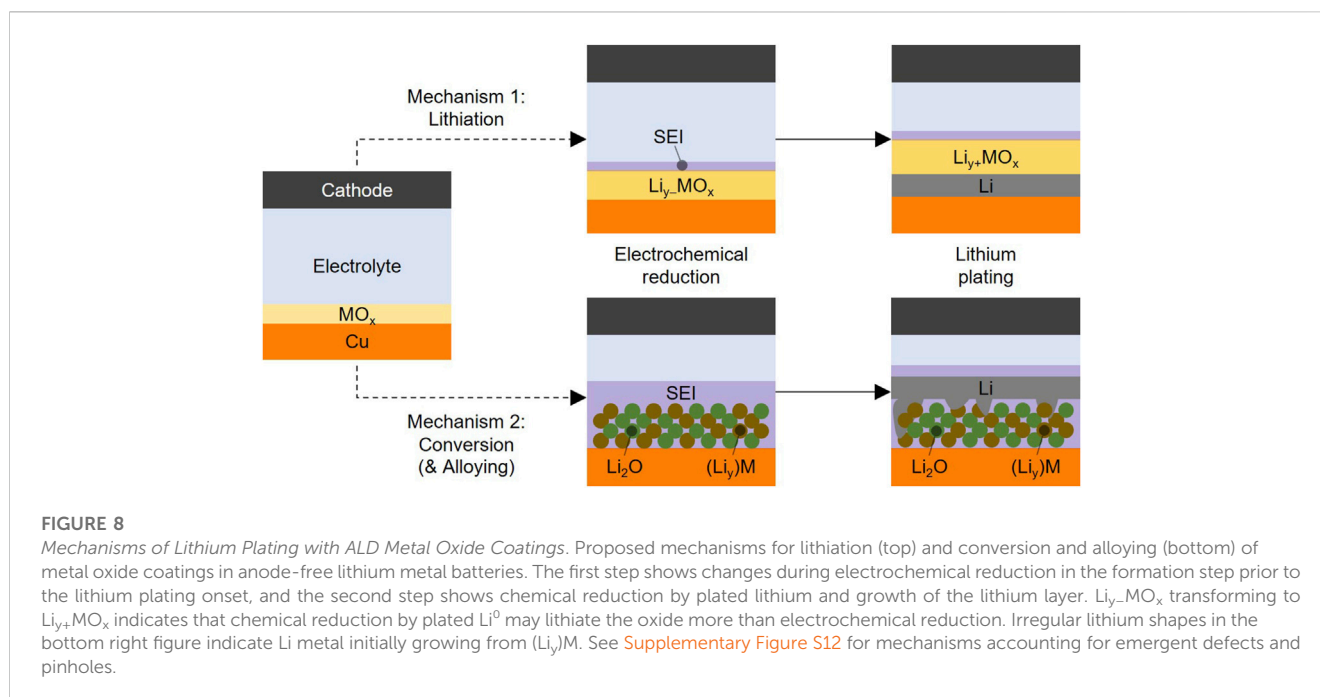 Mechanism 1:
Lithiation
Cathode
Electrolyte
MOₓ
Cu
Mechanism 2:
Conversion
(& Alloying)
SEI
Li_y–MOₓ
Electrochemical
reduction
SEI
Li₂O
(Li_y)M
Li_y+MOₓ
Li
Lithium
plating
Li
Li₂O
(Li_y)M
FIGURE 8
Mechanisms of Lithium Plating with ALD Metal Oxide Coatings. Proposed mechanisms for lithiation (top) and conversion and alloying (bottom) of
metal oxide coatings in anode-free lithium metal batteries. The first step shows changes during electrochemical reduction in the formation step prior to
the lithium plating onset, and the second step shows chemical reduction by plated lithium and growth of the lithium layer. Li_y–MOₓ transforming to
Li_y+MOₓ indicates that chemical reduction by plated Li⁰ may lithiate the oxide more than electrochemical reduction. Irregular lithium shapes in the
bottom right figure indicate Li metal initially growing from (Li_y)M. See Supplementary Figure S12 for mechanisms accounting for emergent defects and
pinholes.